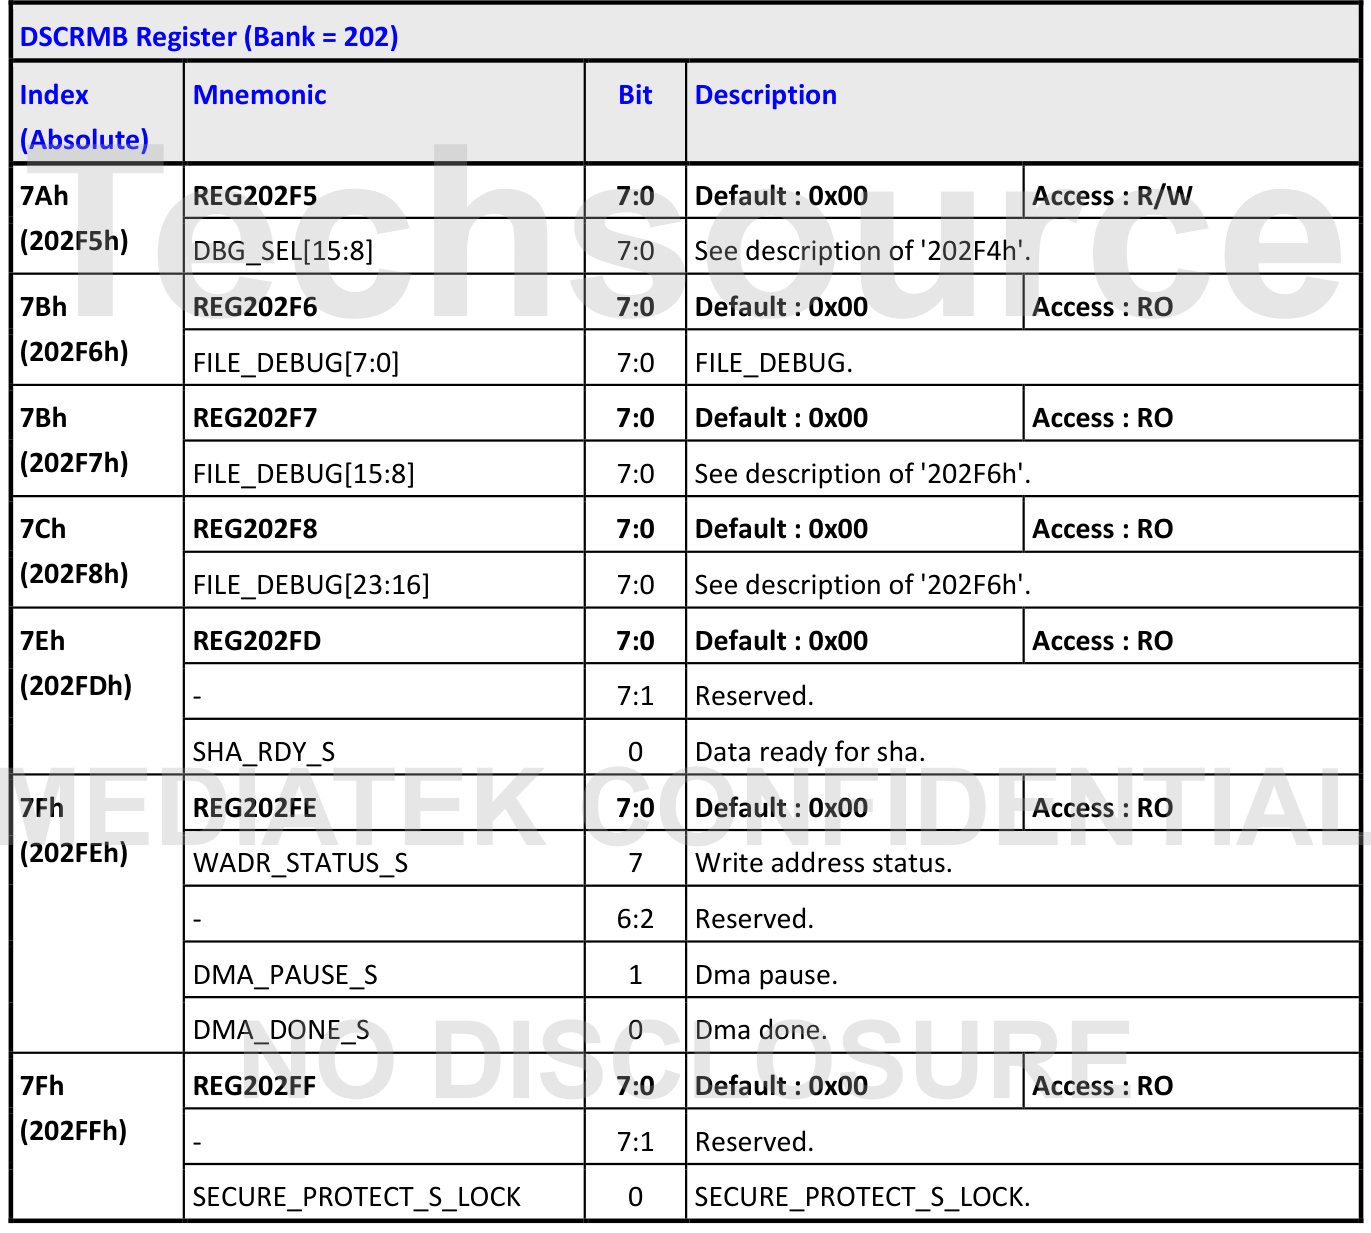 DSCRMB Register (Bank = 202)
Index (Absolute) Mnemonic Bit Description
7Ah (202F5h) REG202F5 7:0 Default : 0x00 Access : R/W
DBG_SEL[15:8] 7:0 See description of '202F4h'.
7Bh (202F6h) REG202F6 7:0 Default : 0x00 Access : RO
FILE_DEBUG[7:0] 7:0 FILE_DEBUG.
7Bh (202F7h) REG202F7 7:0 Default : 0x00 Access : RO
FILE_DEBUG[15:8] 7:0 See description of '202F6h'.
7Ch (202F8h) REG202F8 7:0 Default : 0x00 Access : RO
FILE_DEBUG[23:16] 7:0 See description of '202F6h'.
7Eh (202FDh) REG202FD 7:0 Default : 0x00 Access : RO
- 7:1 Reserved.
SHA_RDY_S 0 Data ready for sha.
7Fh (202FEh) REG202FE 7:0 Default : 0x00 Access : RO
WADR_STATUS_S 7 Write address status.
- 6:2 Reserved.
DMA_PAUSE_S 1 Dma pause.
DMA_DONE_S 0 Dma done.
7Fh (202FFh) REG202FF 7:0 Default : 0x00 Access : RO
- 7:1 Reserved.
SECURE_PROTECT_S_LOCK 0 SECURE_PROTECT_S_LOCK.
Techsource
MEDIATEK CONFIDENTIAL
NO DISCLOSURE